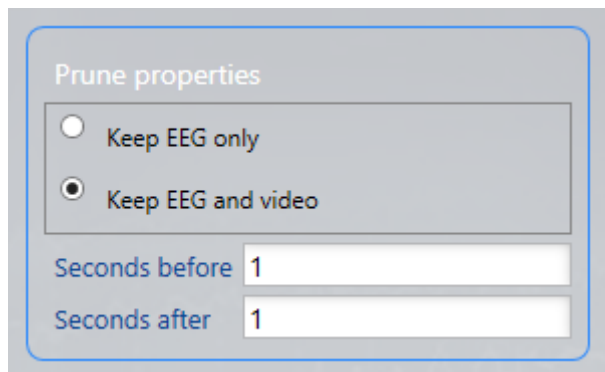 Prune properties
Keep EEG only
Keep EEG and video
Seconds before 1
Seconds after 1